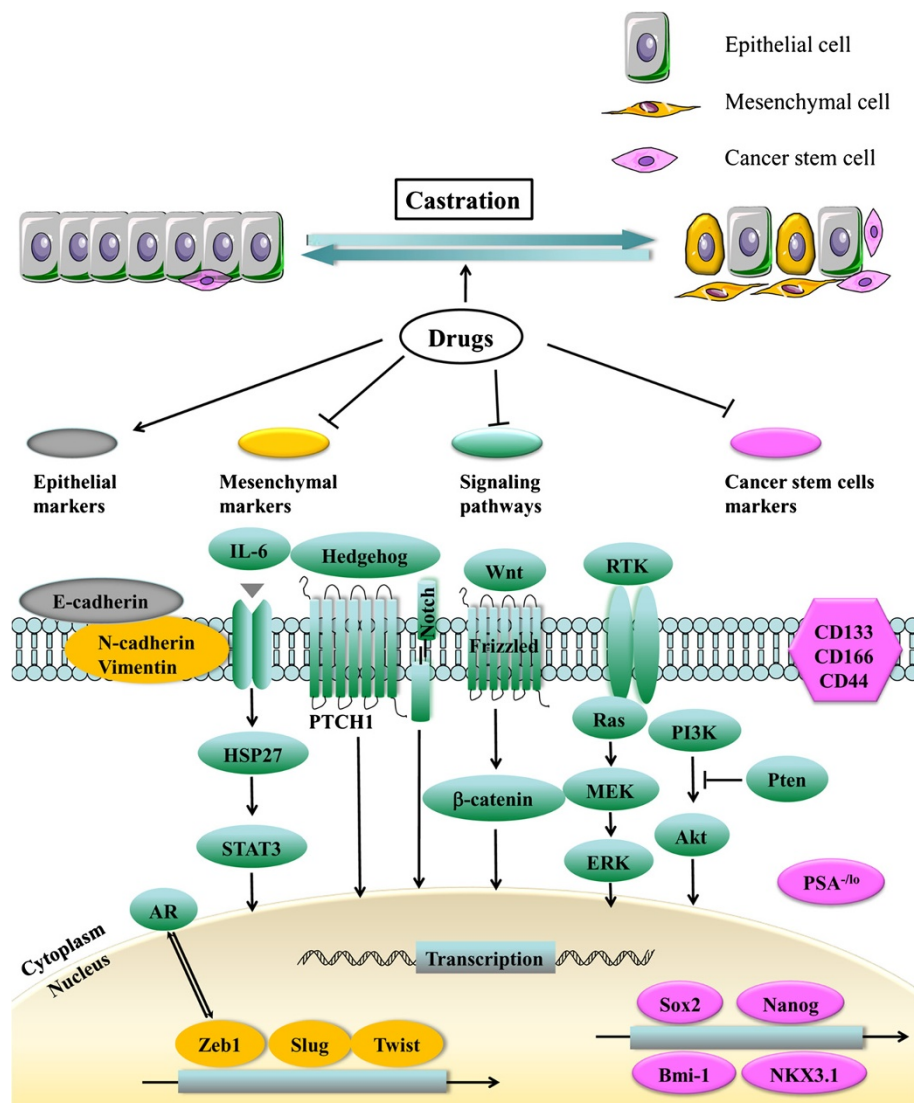 Epithelial cell
Mesenchymal cell
Cancer stem cell
Castration
Drugs
Epithelial
markers
Mesenchymal
markers
Signaling
pathways
Cancer stem cells
markers
IL-6
Hedgehog
Notch
Wnt
Frizzled
RTK
E-cadherin
N-cadherin
Vimentin
CD133
CD166
CD44
PTCH1
Ras
PI3K
HSP27
β-catenin
MEK
Pten
STAT3
ERK
Akt
PSA-/lo
AR
Cytoplasm
Nucleus
Transcription
Zeb1
Slug
Twist
Sox2
Nanog
Bmi-1
NKX3.1